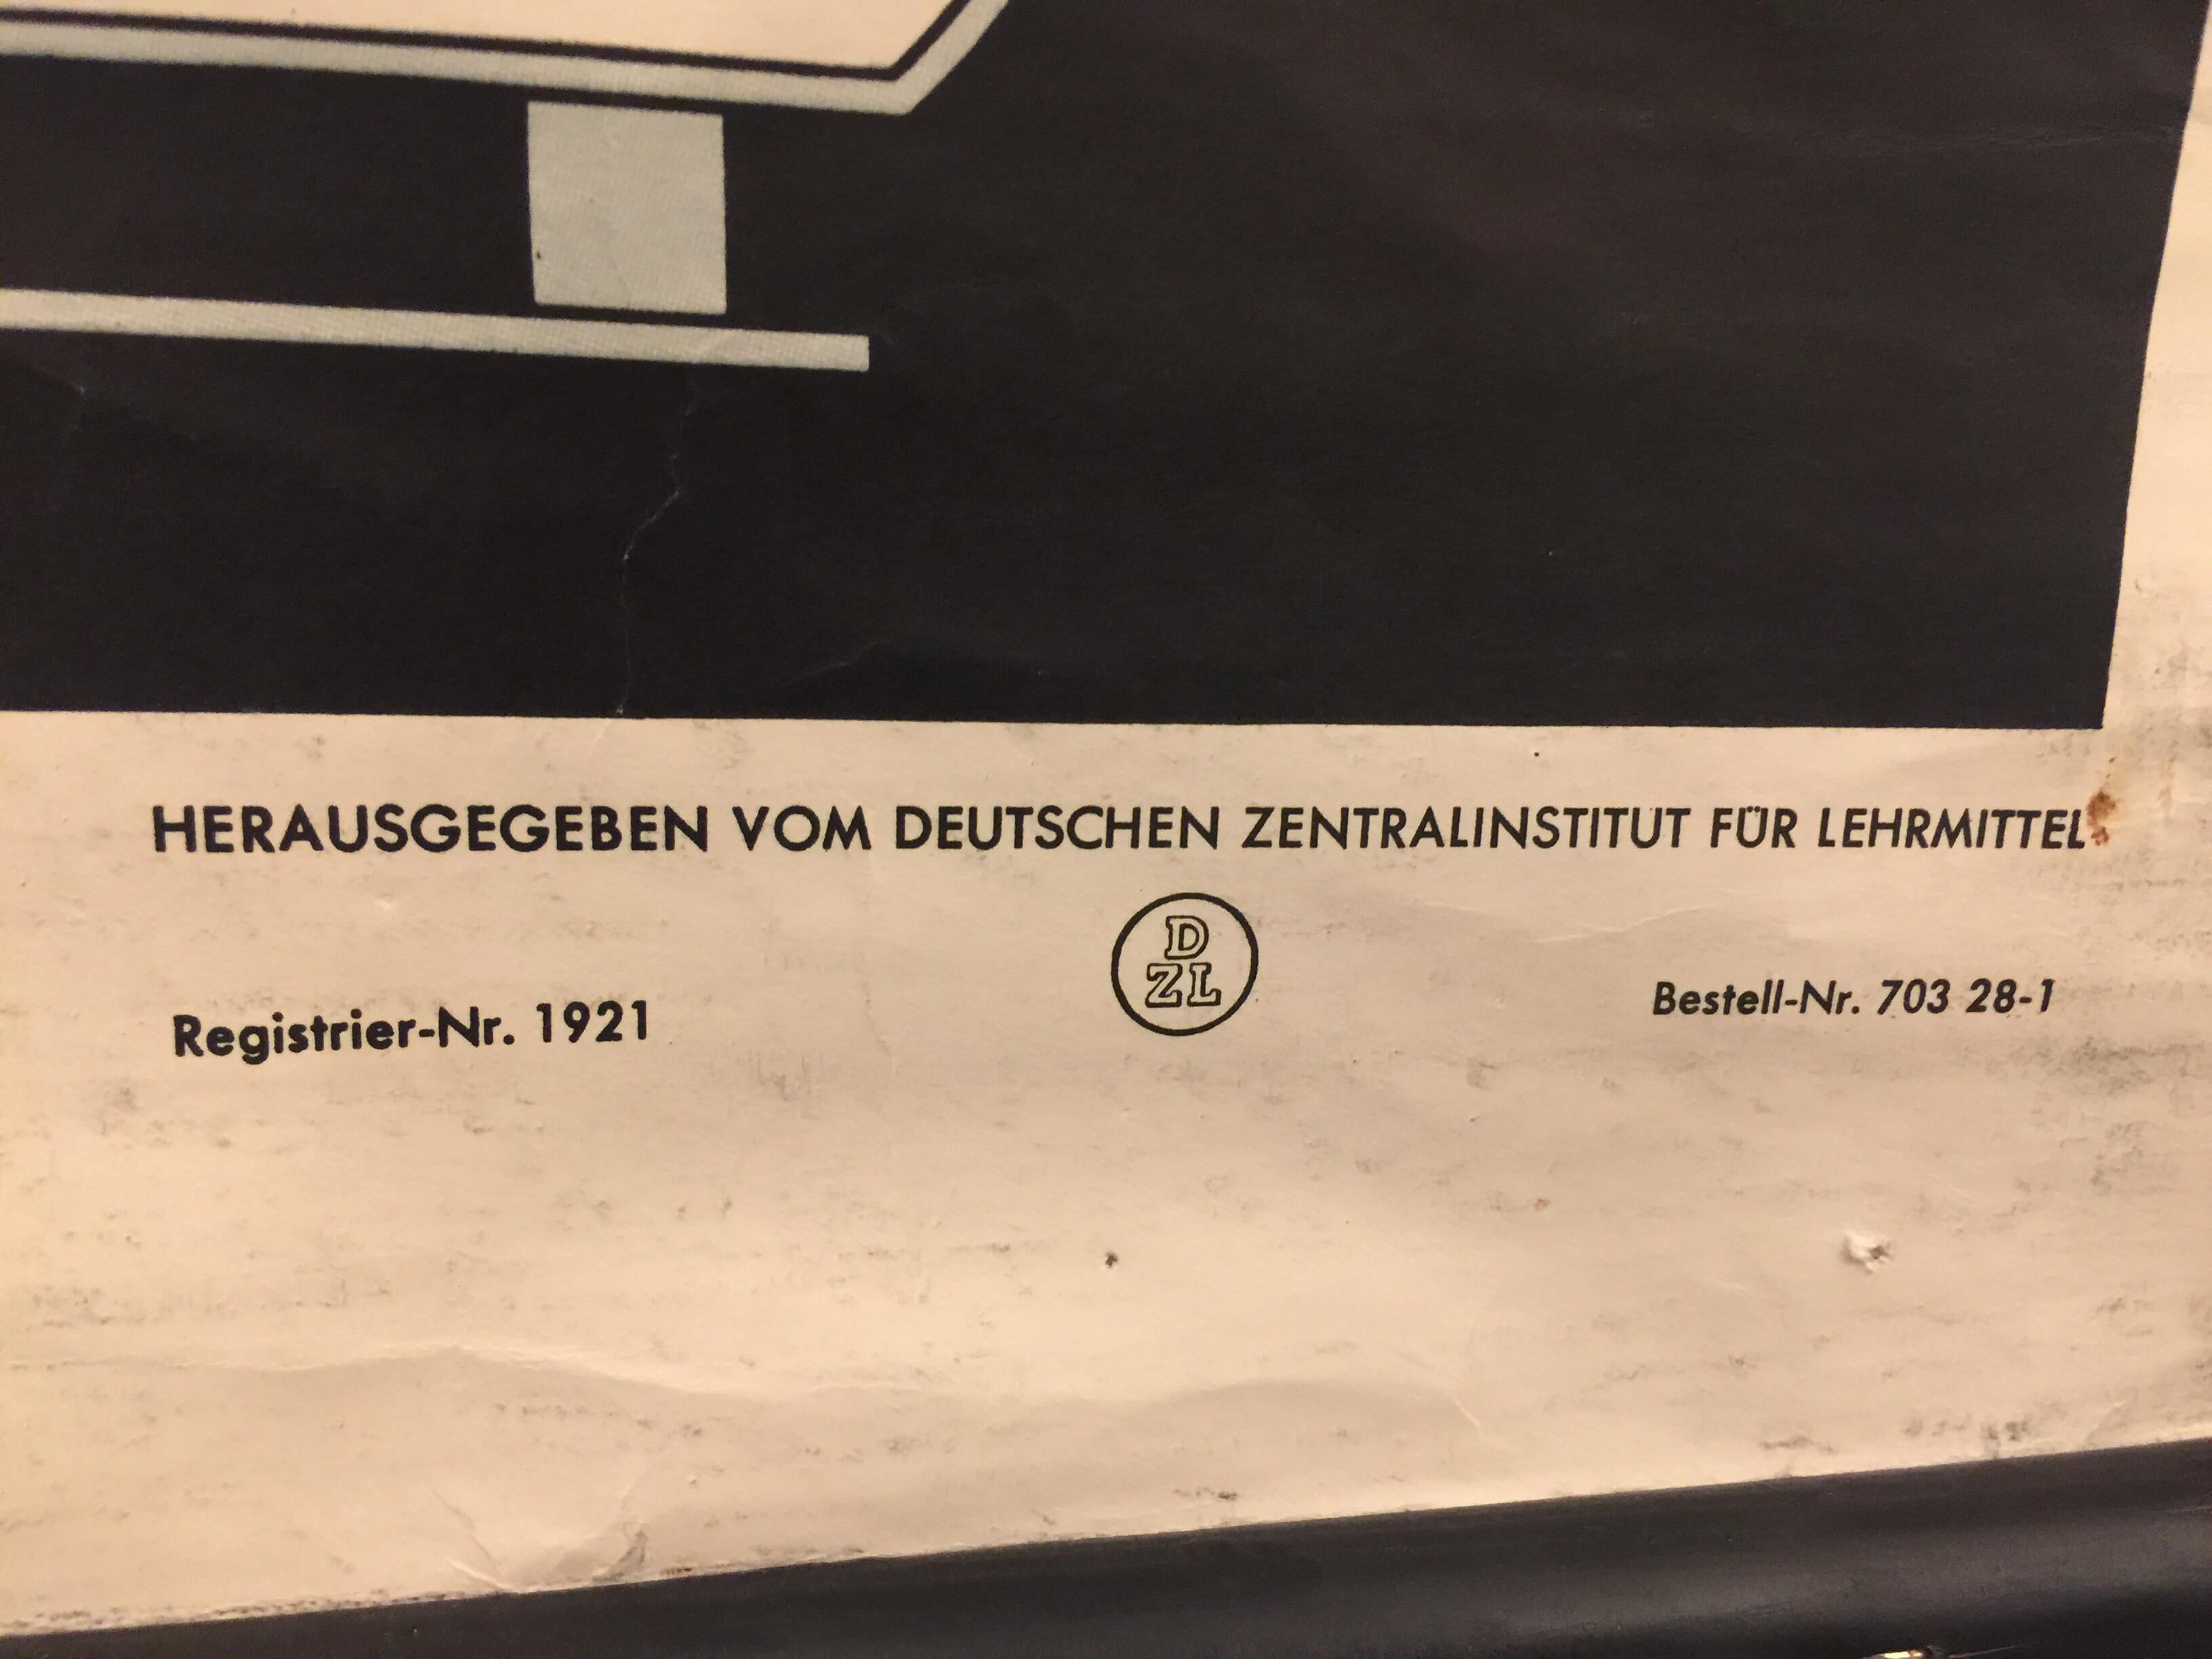 HERAUSGEGEBEN VOM DEUTSCHEN ZENTRALINSTITUT FÜR LEHRMITTEL
D
ZL
Registrier-Nr. 1921
Bestell-Nr. 703 28-1